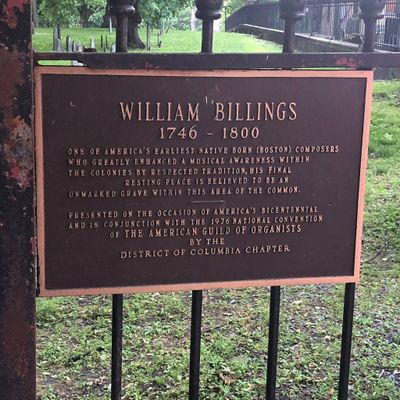 WILLIAM BILLINGS
1746 - 1800
ONE OF AMERICA'S EARLIEST NATIVE BORN (BOSTON) COMPOSERS
WHO GREATLY ENHANCED A MUSICAL AWARENESS WITHIN
THE COLONIES. BY RESPECTED TRADITION, HIS FINAL
RESTING PLACE IS BELIEVED TO BE AN
UNMARKED GRAVE WITHIN THIS AREA OF THE COMMON.
PRESENTED ON THE OCCASION OF AMERICA'S BICENTENNIAL
AND IN CONJUNCTION WITH THE 1976 NATIONAL CONVENTION
OF THE AMERICAN GUILD OF ORGANISTS
BY THE
DISTRICT OF COLUMBIA CHAPTER